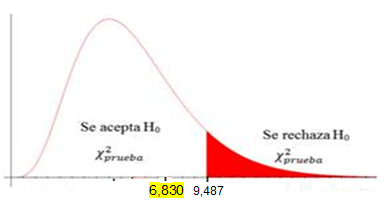 Se acepta H₀
χ²prueba
Se rechaza H₀
χ²prueba
6,830 9,487